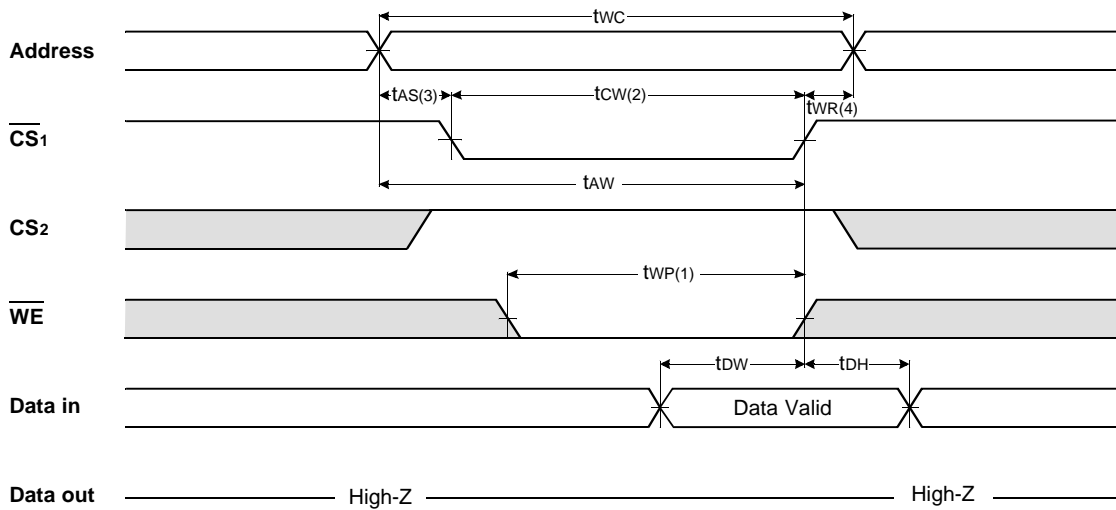 tWC
Address
tAS(3) tCW(2) tWR(4)
CS1
tAW
CS2
tWP(1)
WE
tDW tDH
Data in Data Valid
Data out High-Z High-Z